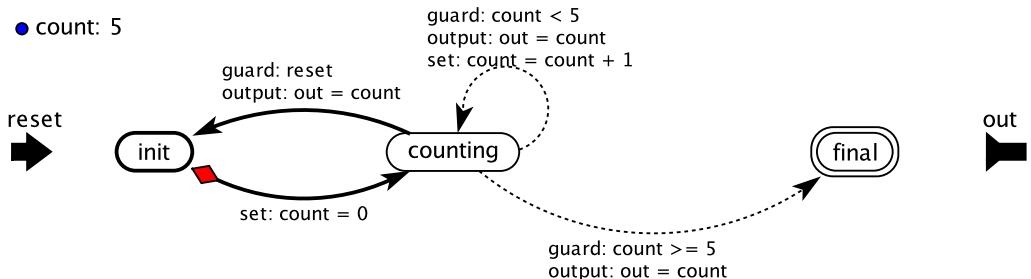 count: 5
guard: count < 5
output: out = count
set: count = count + 1
guard: reset
output: out = count
reset
out
init
counting
final
set: count = 0
guard: count >= 5
output: out = count